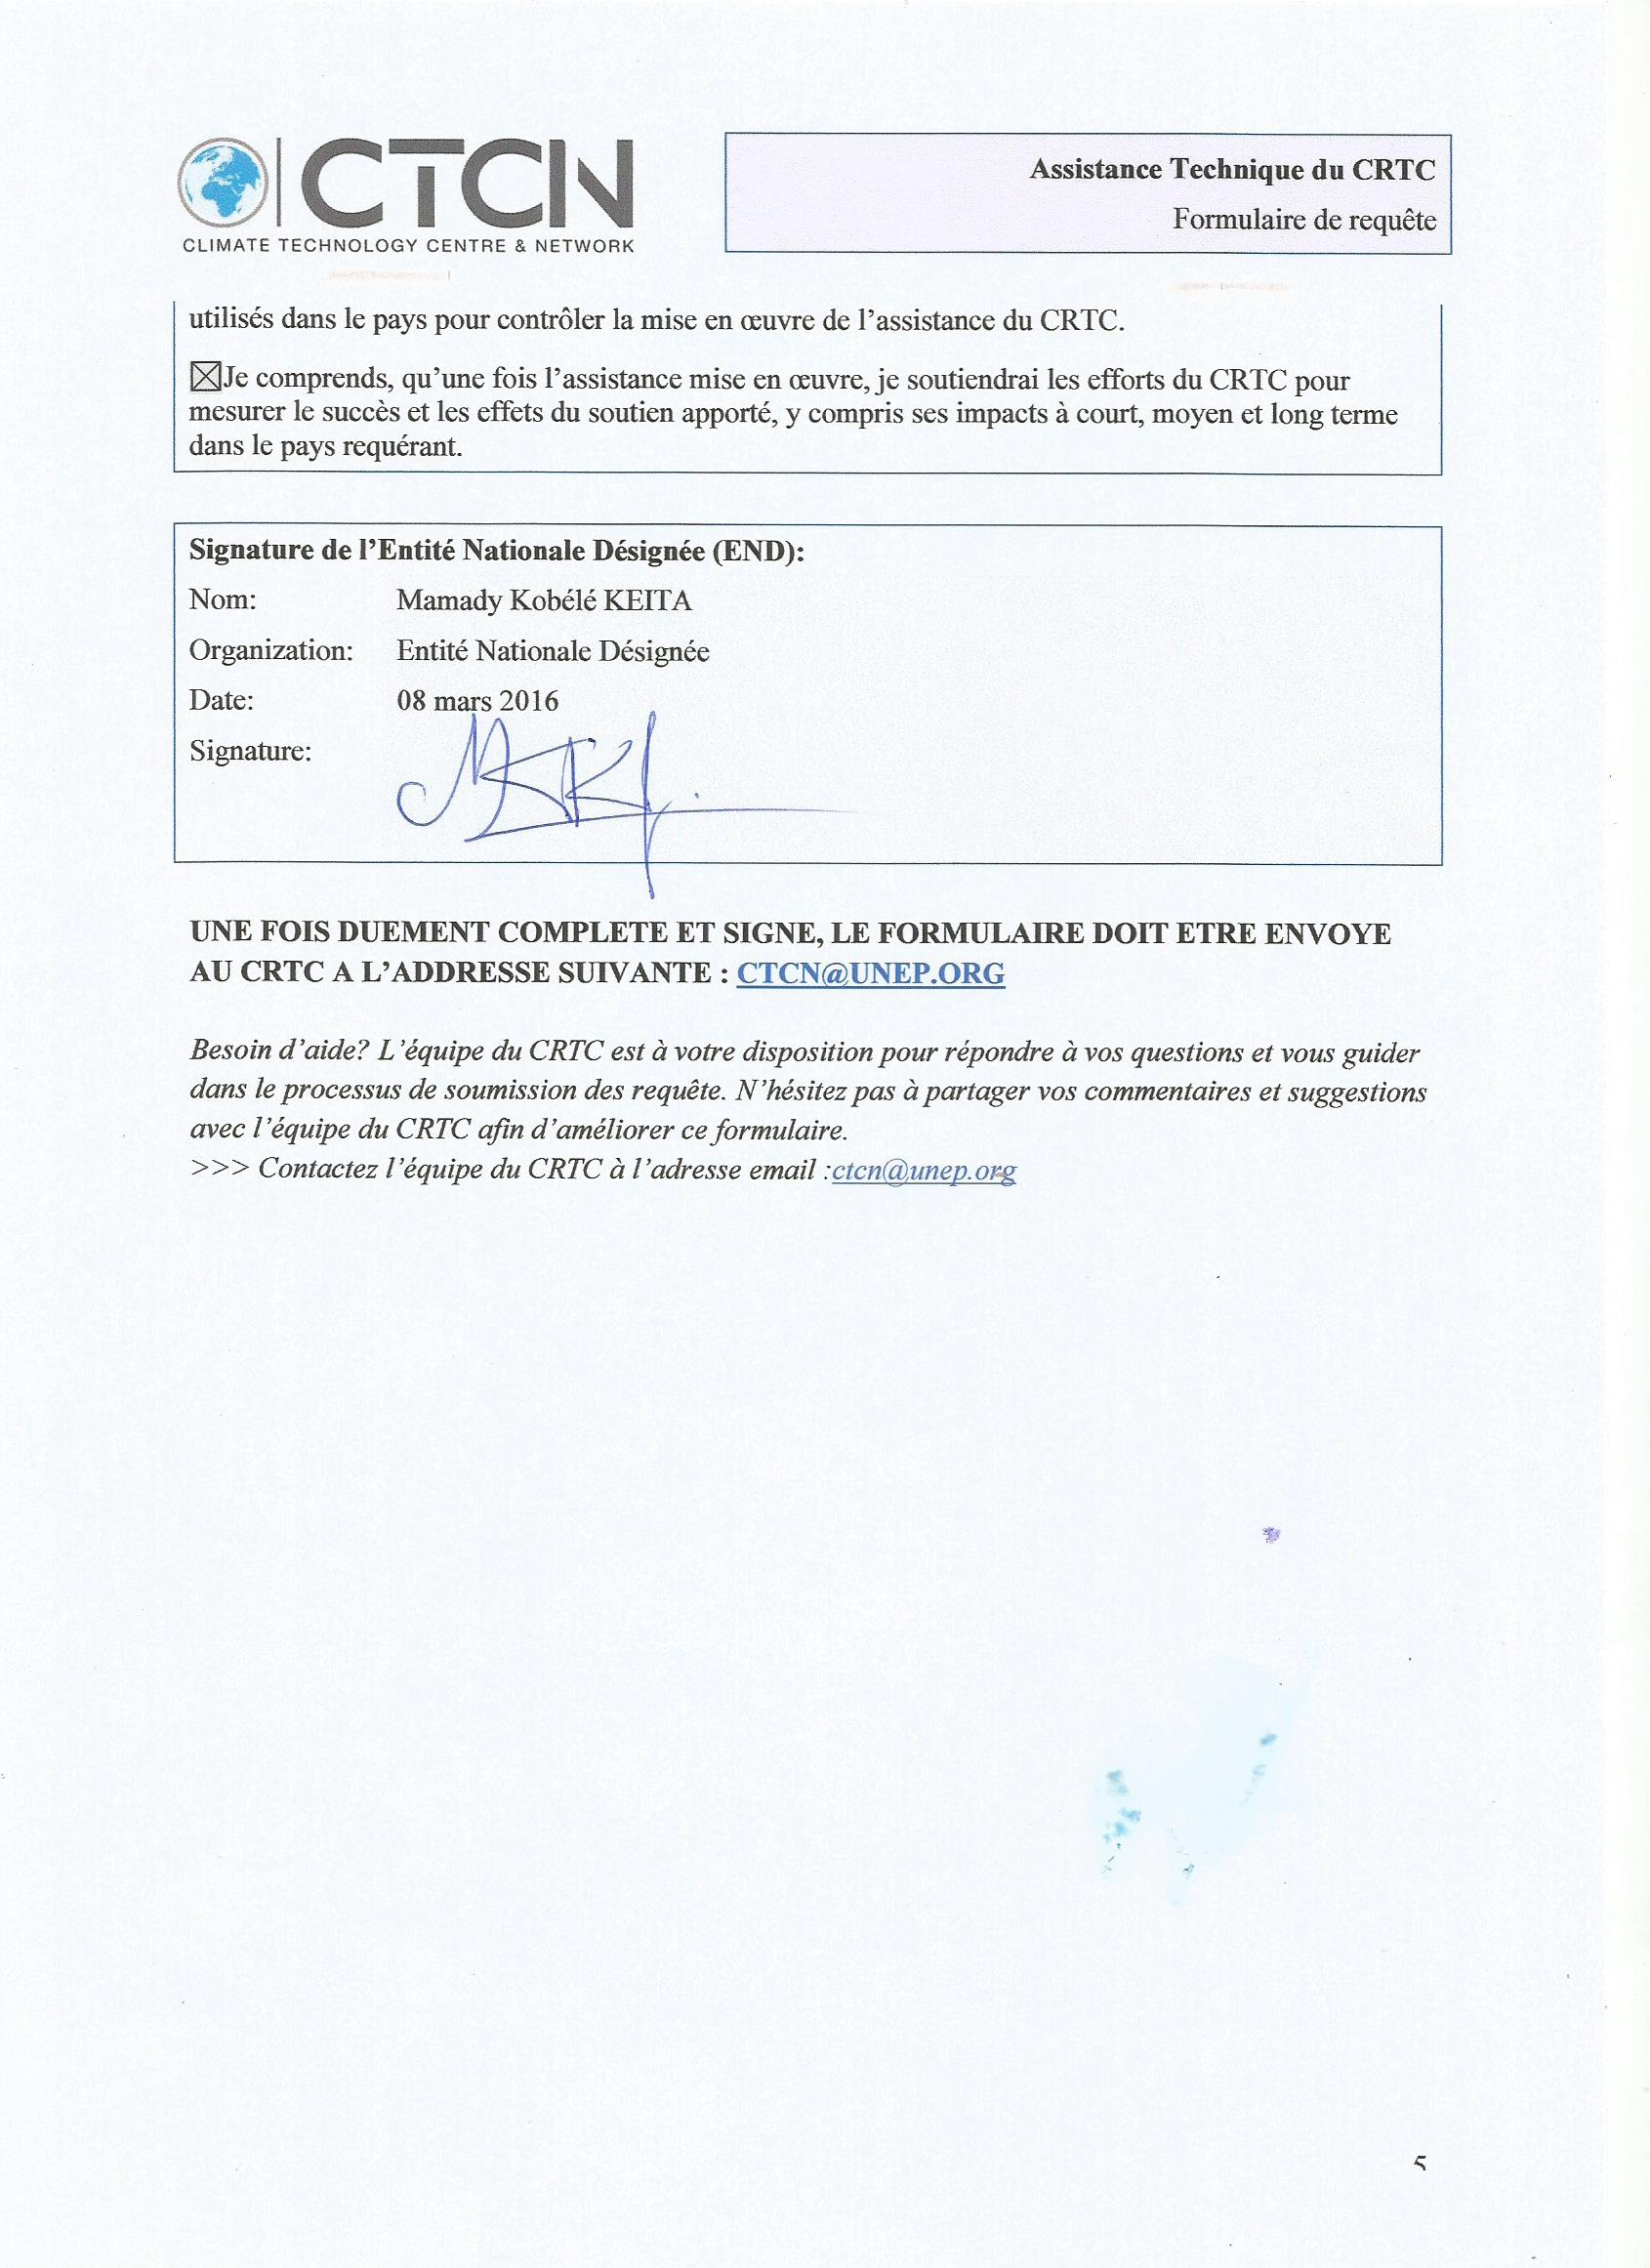 CTCN
CLIMATE TECHNOLOGY CENTRE & NETWORK
Assistance Technique du CRTC
Formulaire de requête
utilisés dans le pays pour contrôler la mise en œuvre de l’assistance du CRTC.
☒Je comprends, qu’une fois l’assistance mise en œuvre, je soutiendrai les efforts du CRTC pour
mesurer le succès et les effets du soutien apporté, y compris ses impacts à court, moyen et long terme
dans le pays requérant.
Signature de l’Entité Nationale Désignée (END):
Nom: Mamady Kobélé KEITA
Organization: Entité Nationale Désignée
Date: 08 mars 2016
Signature:
UNE FOIS DUEMENT COMPLETE ET SIGNE, LE FORMULAIRE DOIT ETRE ENVOYE
AU CRTC A L’ADDRESSE SUIVANTE : CTCN@UNEP.ORG
Besoin d’aide? L’équipe du CRTC est à votre disposition pour répondre à vos questions et vous guider
dans le processus de soumission des requête. N’hésitez pas à partager vos commentaires et suggestions
avec l’équipe du CRTC afin d’améliorer ce formulaire.
>>> Contactez l’équipe du CRTC à l’adresse email :ctcn@unep.org
5